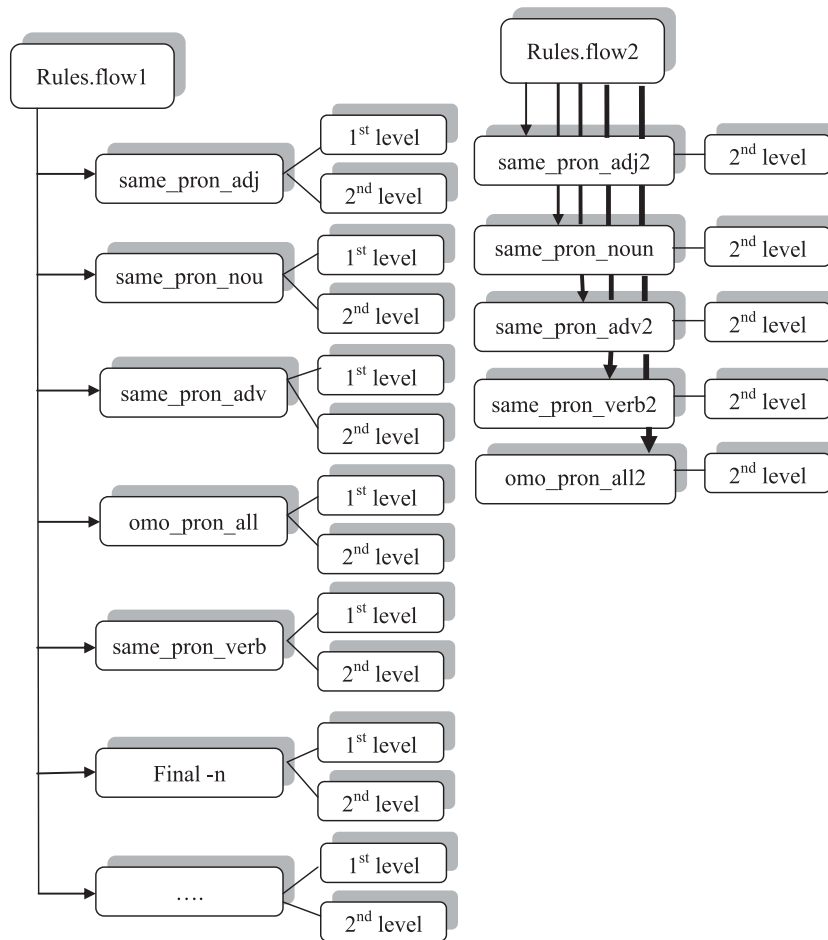 Rules.flow1
same_pron_adj
1st level
2nd level
same_pron_nou
1st level
2nd level
same_pron_adv
1st level
2nd level
omo_pron_all
1st level
2nd level
same_pron_verb
1st level
2nd level
Final -n
1st level
2nd level
....
1st level
2nd level
Rules.flow2
same_pron_adj2
2nd level
same_pron_noun
2nd level
same_pron_adv2
2nd level
same_pron_verb2
2nd level
omo_pron_all2
2nd level